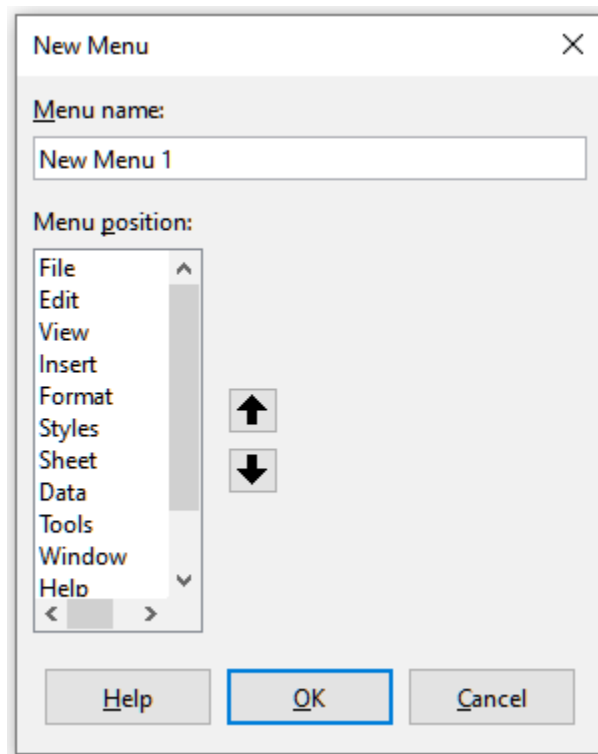 New Menu
Menu name:
New Menu 1
Menu position:
File
Edit
View
Insert
Format
Styles
Sheet
Data
Tools
Window
Help
Help OK Cancel